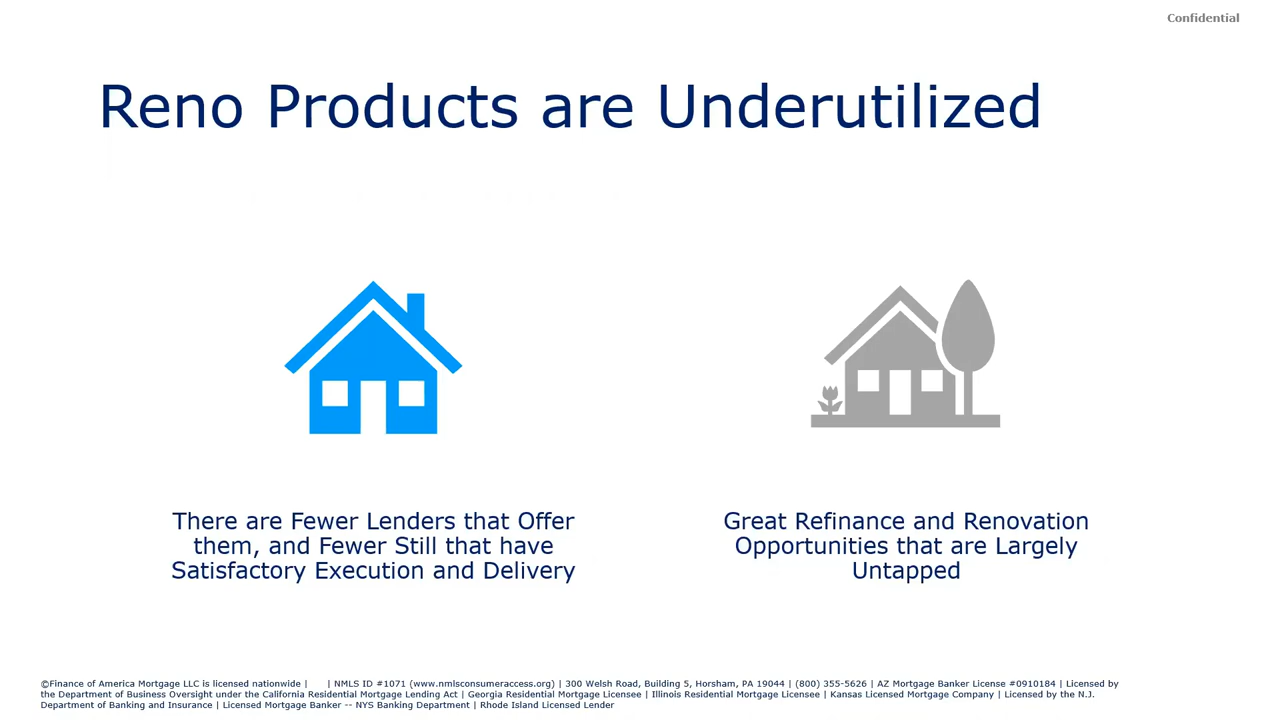 Confidential
Reno Products are Underutilized
There are Fewer Lenders that Offer
them, and Fewer Still that have
Satisfactory Execution and Delivery
Great Refinance and Renovation
Opportunities that are Largely
Untapped
©Finance of America Mortgage LLC is licensed nationwide | | NMLS ID #1071 (www.nmlsconsumeraccess.org) | 300 Welsh Road, Building 5, Horsham, PA 19044 | (800) 355-5626 | AZ Mortgage Banker License #0910184 | Licensed by
the Department of Business Oversight under the California Residential Mortgage Lending Act | Georgia Residential Mortgage Licensee | Illinois Residential Mortgage Licensee | Kansas Licensed Mortgage Company | Licensed by the N.J.
Department of Banking and Insurance | Licensed Mortgage Banker -- NYS Banking Department | Rhode Island Licensed Lender